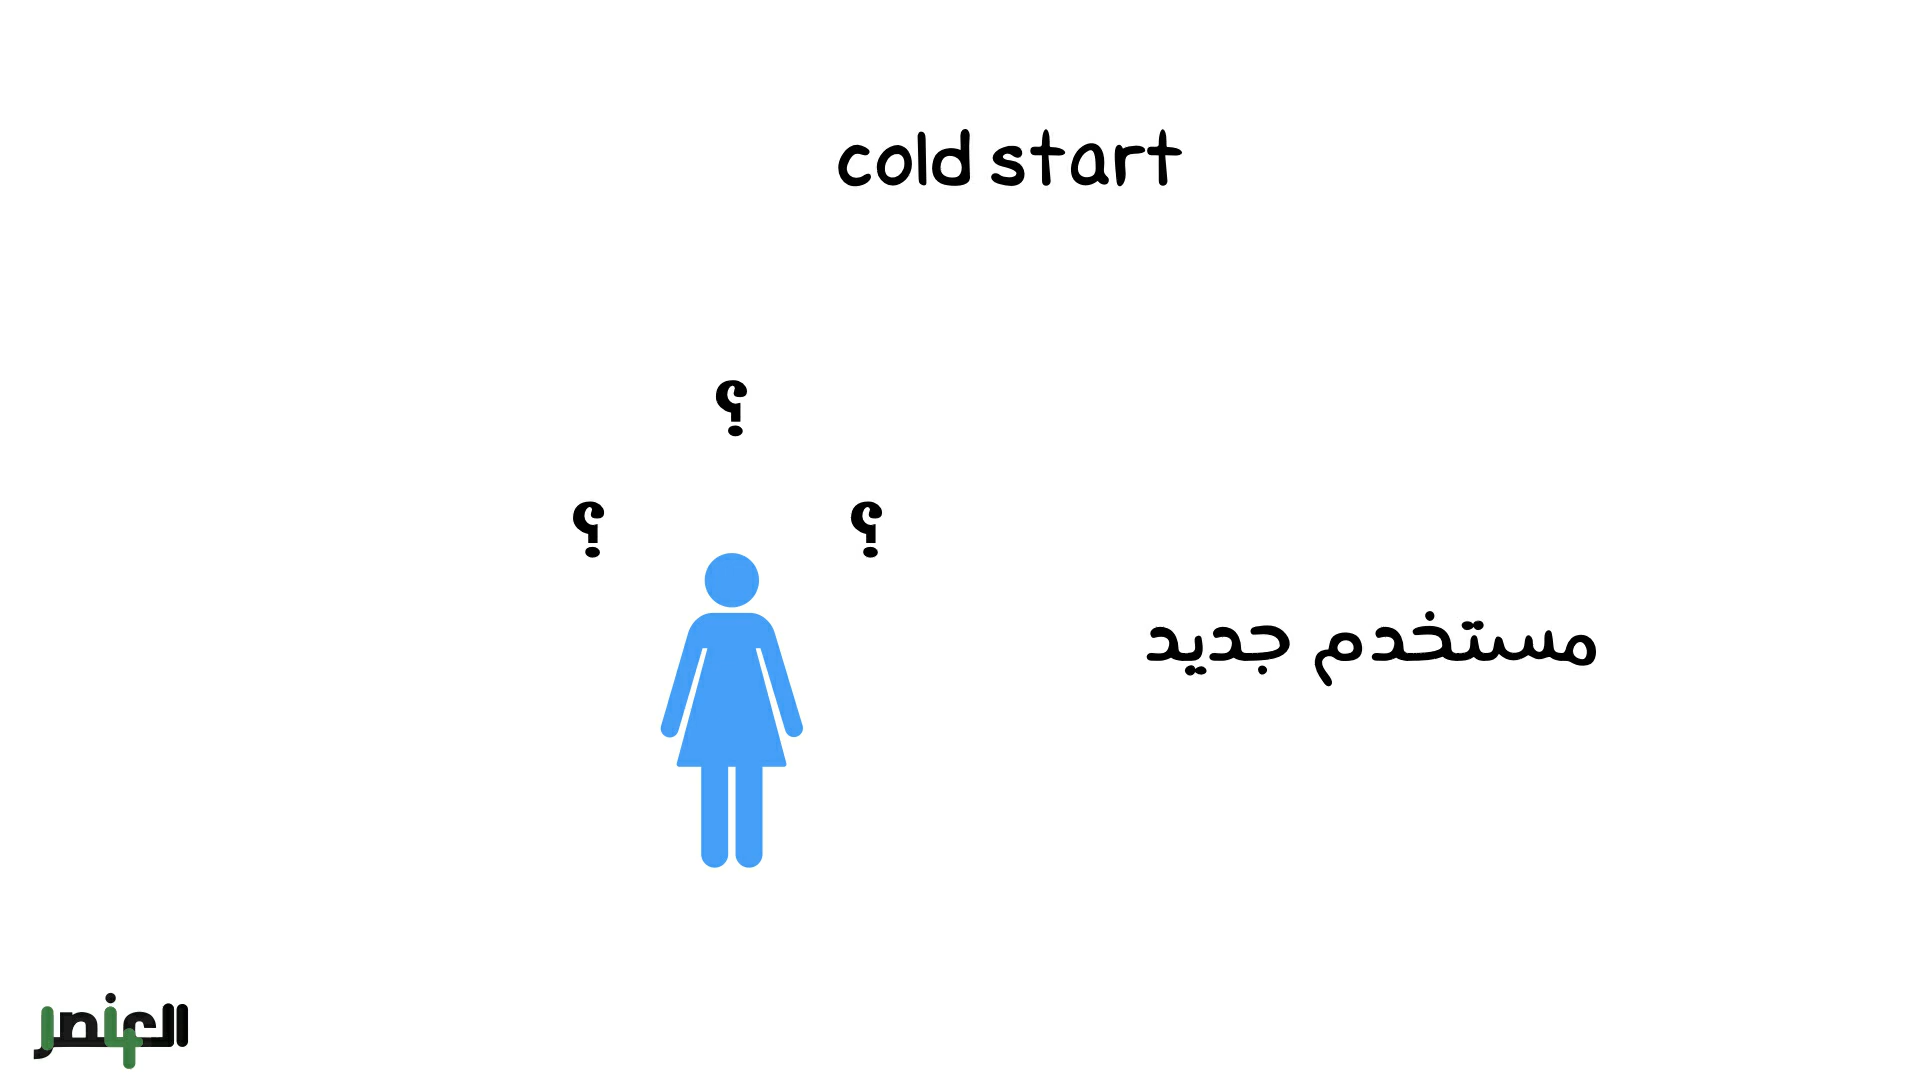 cold start
؟
؟ ؟
مستخدم جديد
العنصر